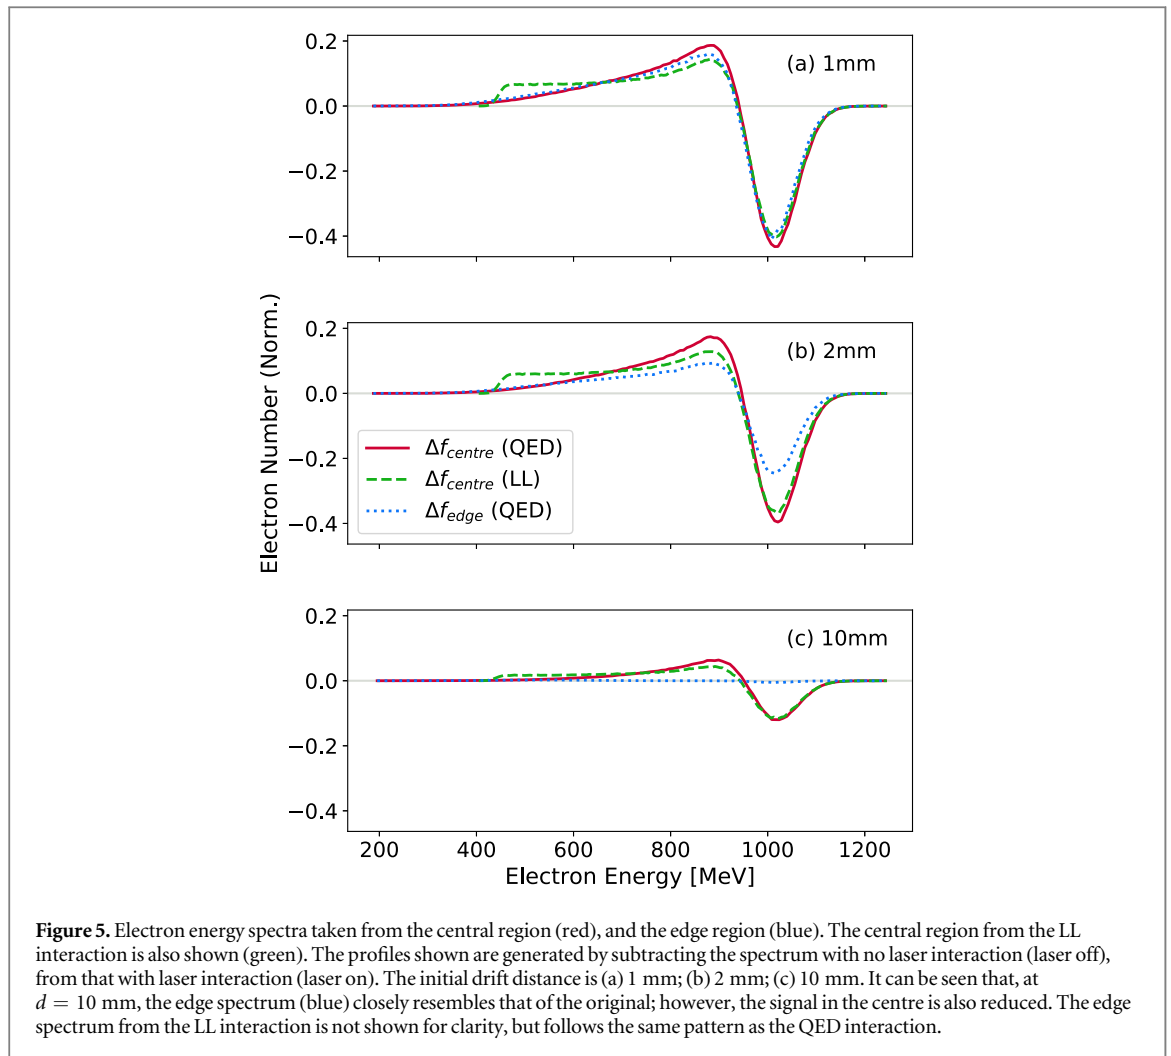 0.2
0.0
−0.2
−0.4
(a) 1mm
0.2
0.0
−0.2
−0.4
(b) 2mm
Δf centre (QED)
Δf centre (LL)
Δf edge (QED)
Electron Number (Norm.)
0.2
0.0
−0.2
−0.4
(c) 10mm
200 400 600 800 1000 1200
Electron Energy [MeV]
Figure 5. Electron energy spectra taken from the central region (red), and the edge region (blue). The central region from the LL
interaction is also shown (green). The profiles shown are generated by subtracting the spectrum with no laser interaction (laser off),
from that with laser interaction (laser on). The initial drift distance is (a) 1 mm; (b) 2 mm; (c) 10 mm. It can be seen that, at
d = 10 mm, the edge spectrum (blue) closely resembles that of the original; however, the signal in the centre is also reduced. The edge
spectrum from the LL interaction is not shown for clarity, but follows the same pattern as the QED interaction.